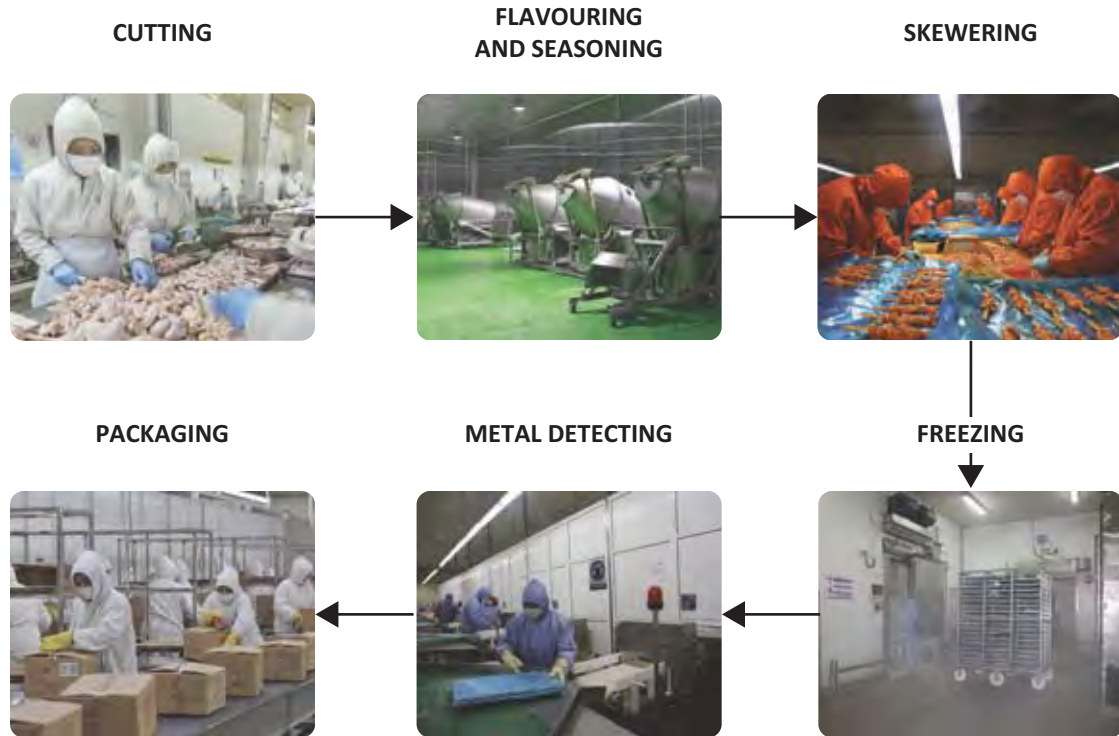 CUTTING
FLAVOURING
AND SEASONING
SKEWERING
PACKAGING
METAL DETECTING
FREEZING